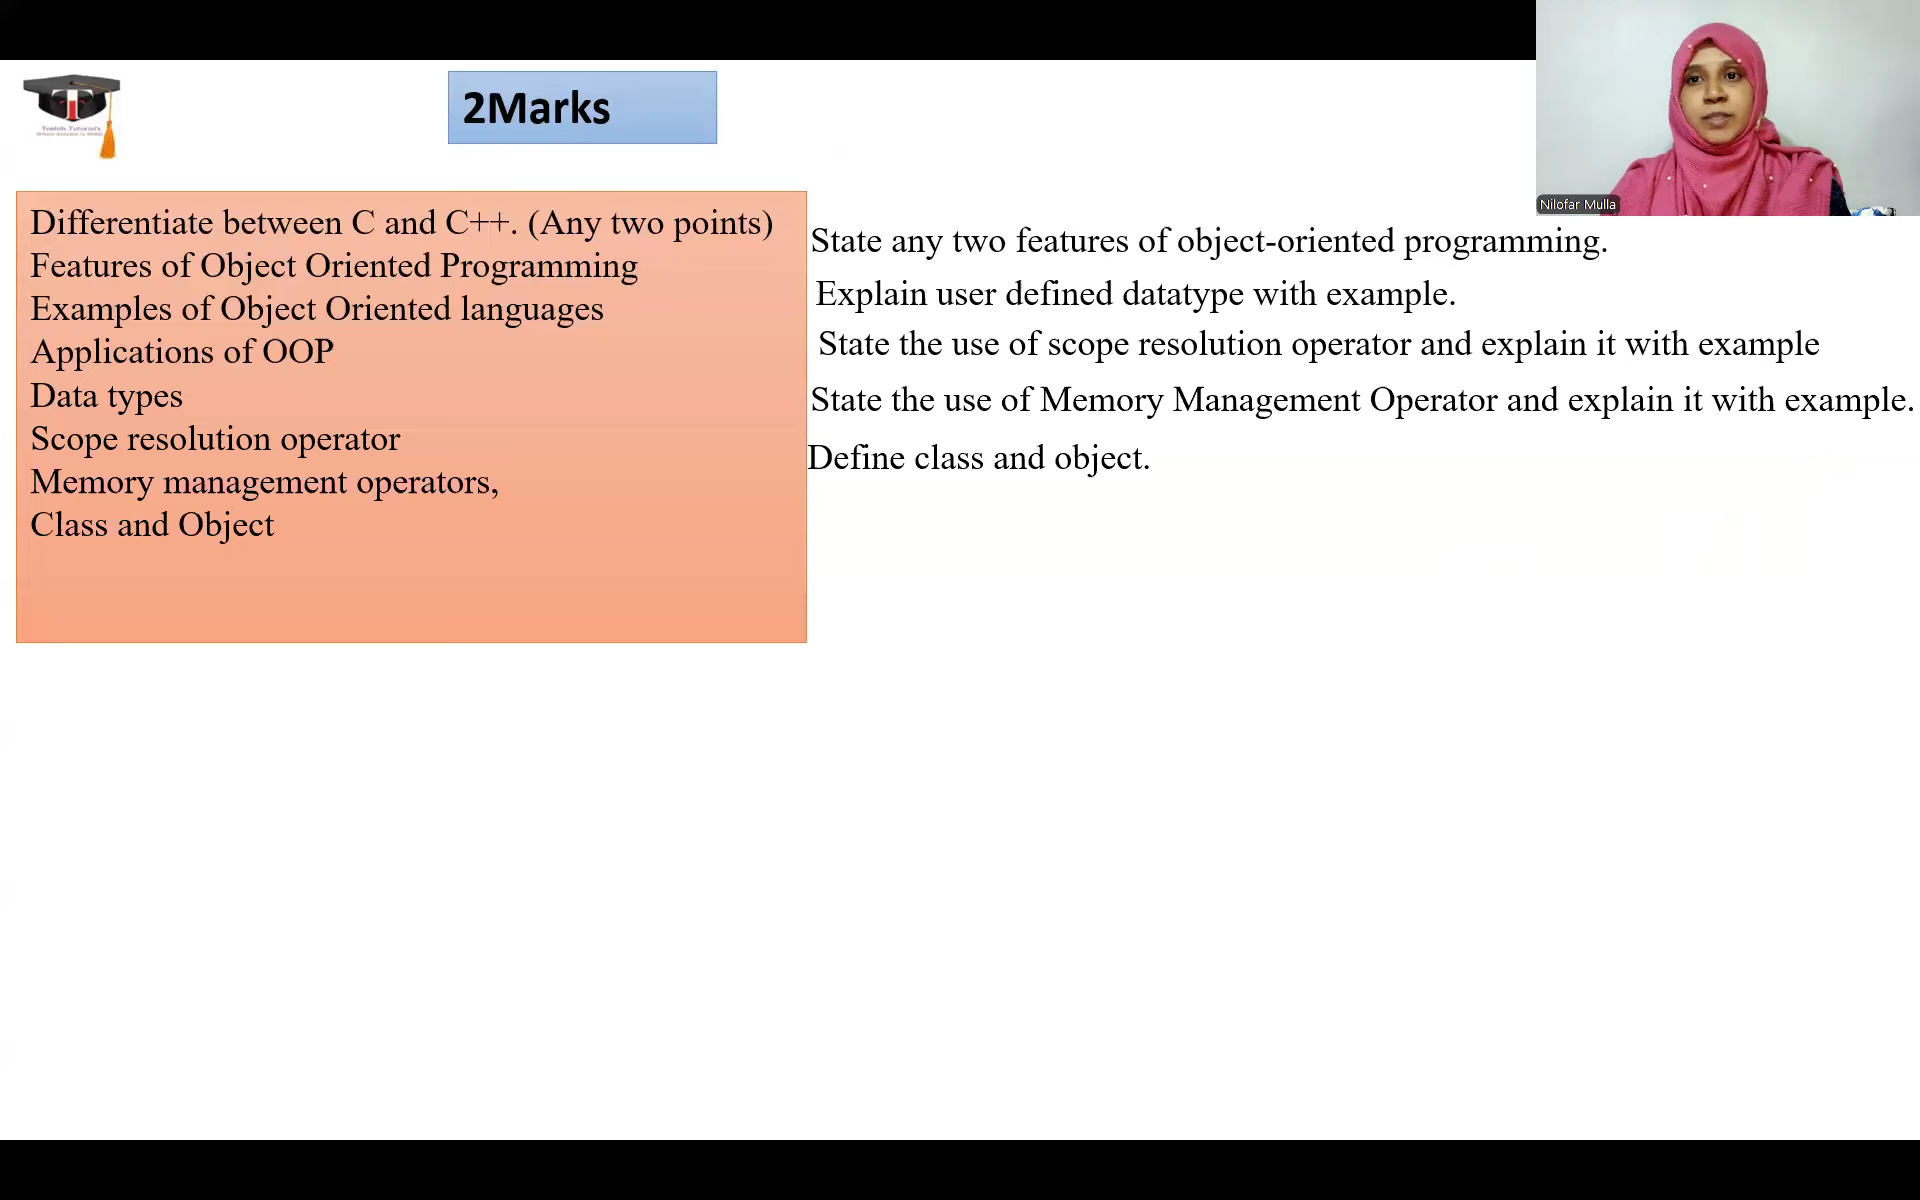 2Marks
Nilofar Mulla
Differentiate between C and C++. (Any two points)
Features of Object Oriented Programming
Examples of Object Oriented languages
Applications of OOP
Data types
Scope resolution operator
Memory management operators,
Class and Object
State any two features of object-oriented programming.
Explain user defined datatype with example.
State the use of scope resolution operator and explain it with example
State the use of Memory Management Operator and explain it with example.
Define class and object.